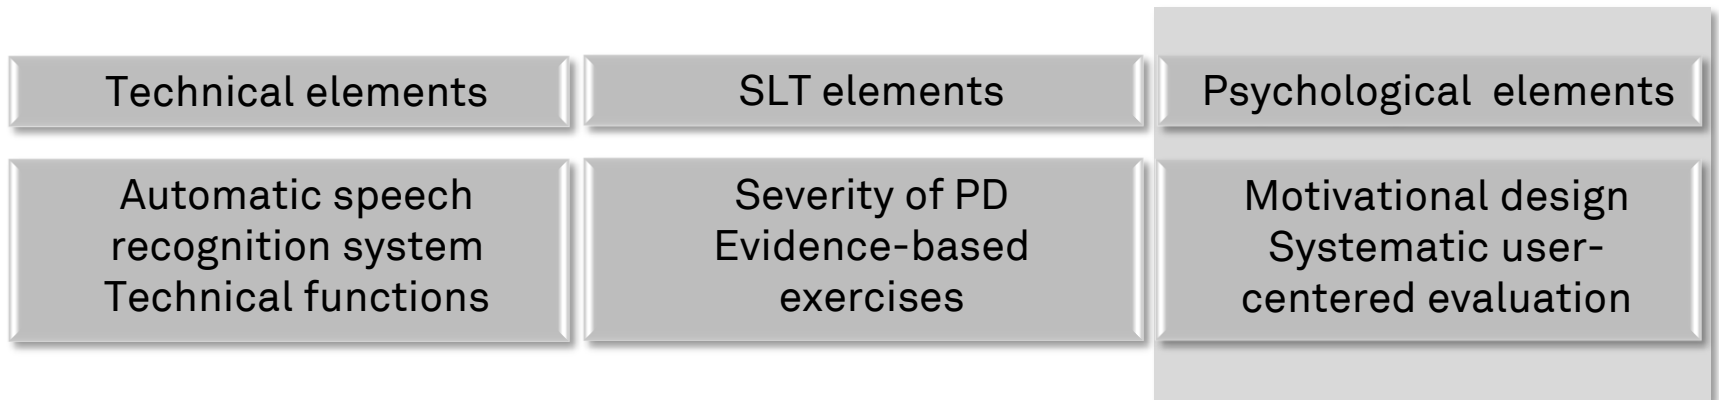 Technical elements
SLT elements
Psychological elements
Automatic speech
recognition system
Technical functions
Severity of PD
Evidence-based
exercises
Motivational design
Systematic user-
centered evaluation